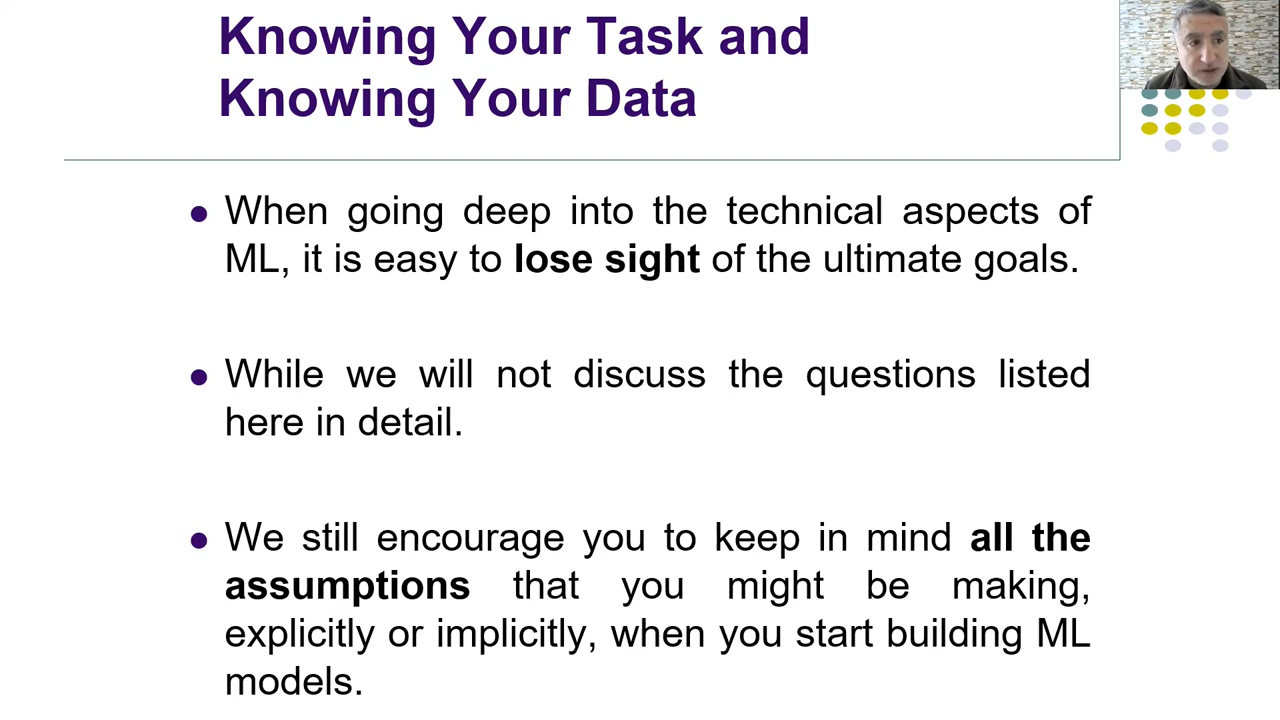 Knowing Your Task and
Knowing Your Data
When going deep into the technical aspects of
ML, it is easy to lose sight of the ultimate goals.
While we will not discuss the questions listed
here in detail.
We still encourage you to keep in mind all the
assumptions that you might be making,
explicitly or implicitly, when you start building ML
models.